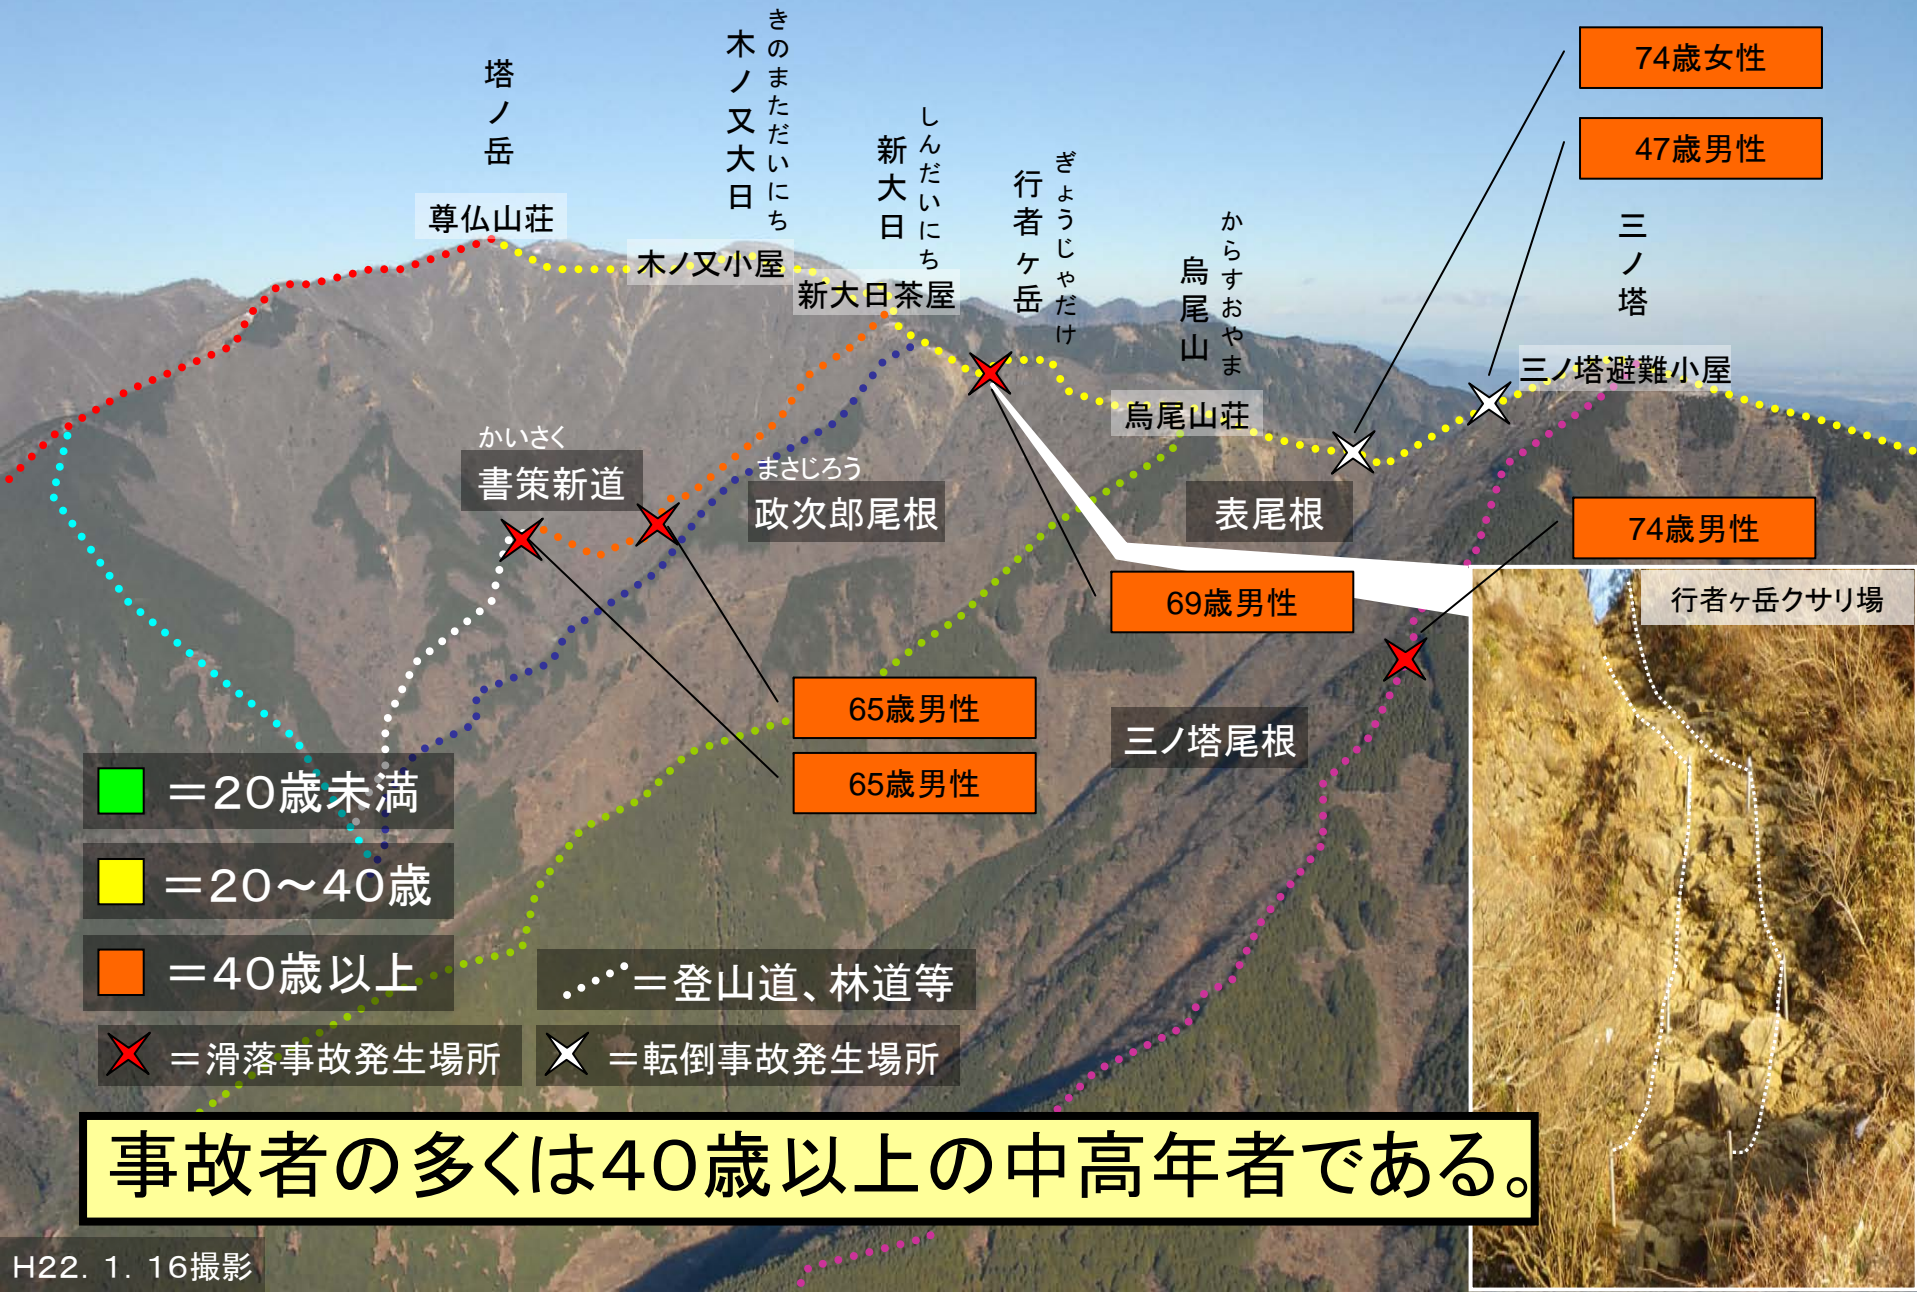 塔ノ岳
木ノ又大日
きのまただいにち
新大日
しんだいにち
行者ヶ岳
ぎょうじゃだけ
烏尾山
からすおやま
三ノ塔
74歳女性
47歳男性
尊仏山荘
木ノ又小屋
新大日茶屋
三ノ塔避難小屋
烏尾山荘
かいさく
書策新道
まさじろう
政次郎尾根
表尾根
74歳男性
69歳男性
行者ヶ岳クサリ場
65歳男性
65歳男性
三ノ塔尾根
＝20歳未満
＝20～40歳
＝40歳以上
＝登山道、林道等
＝滑落事故発生場所
＝転倒事故発生場所
事故者の多くは40歳以上の中高年者である。
H22. 1. 16撮影